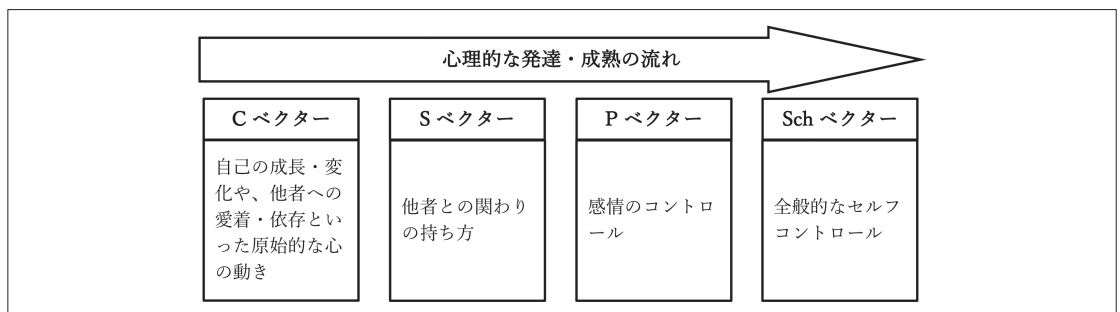 心理的な発達・成熟の流れ
C ベクター
自己の成長・変
化や、他者への
愛着・依存とい
った原始的な心
の動き
S ベクター
他者との関わり
の持ち方
P ベクター
感情のコントロ
ール
Sch ベクター
全般的なセルフ
コントロール